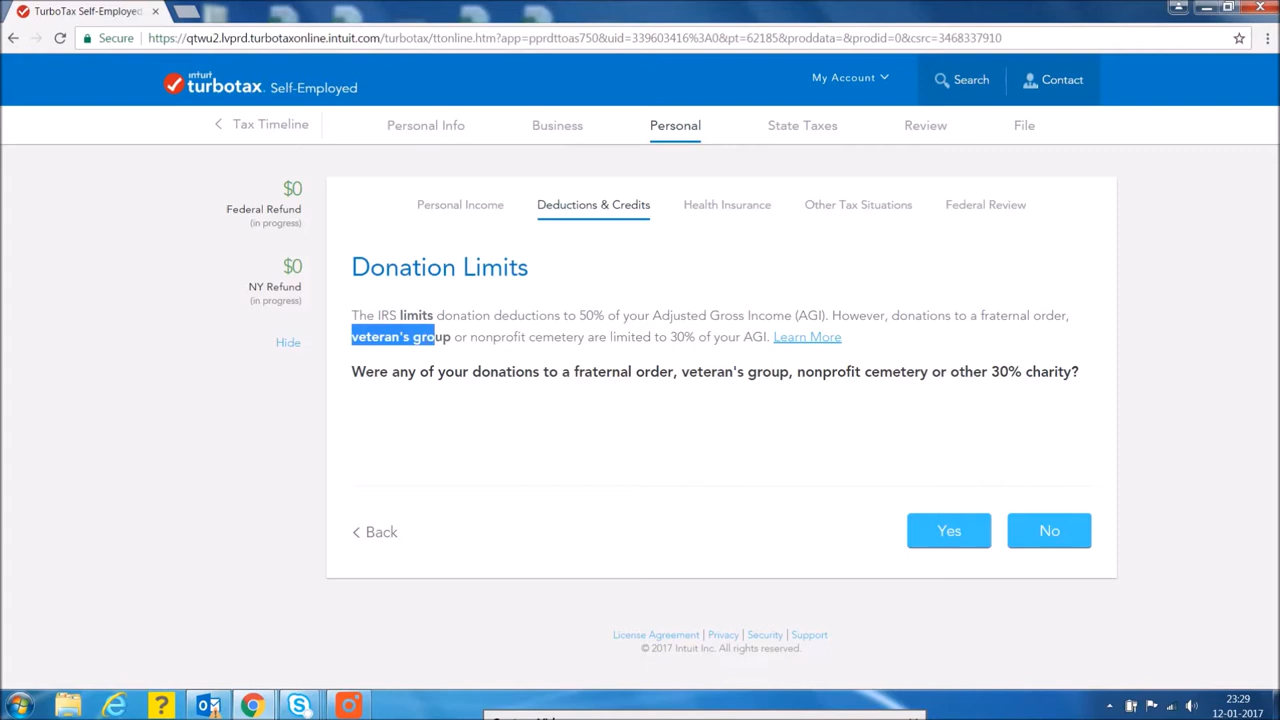 TurboTax Self-Employed
Secure
https://qtwu2.lvprd.turbotaxonline.intuit.com/turbotax/ttonline.htm?app=pprdttoas750&uid=339603416%3A0&pt=62185&proddata=&prodid=0&csrc=3468337910
intuit
turbotax. Self-Employed
My Account
Search
Contact
Tax Timeline
Personal Info
Business
Personal
State Taxes
Review
File
$0
Federal Refund
(in progress)
$0
NY Refund
(in progress)
Hide
Personal Income
Deductions & Credits
Health Insurance
Other Tax Situations
Federal Review
Donation Limits
The IRS limits donation deductions to 50% of your Adjusted Gross Income (AGI). However, donations to a fraternal order,
veteran's group or nonprofit cemetery are limited to 30% of your AGI. Learn More
Were any of your donations to a fraternal order, veteran's group, nonprofit cemetery or other 30% charity?
Back
Yes
No
License Agreement | Privacy | Security | Support
© 2017 Intuit Inc. All rights reserved.
23:29
12-01-2017